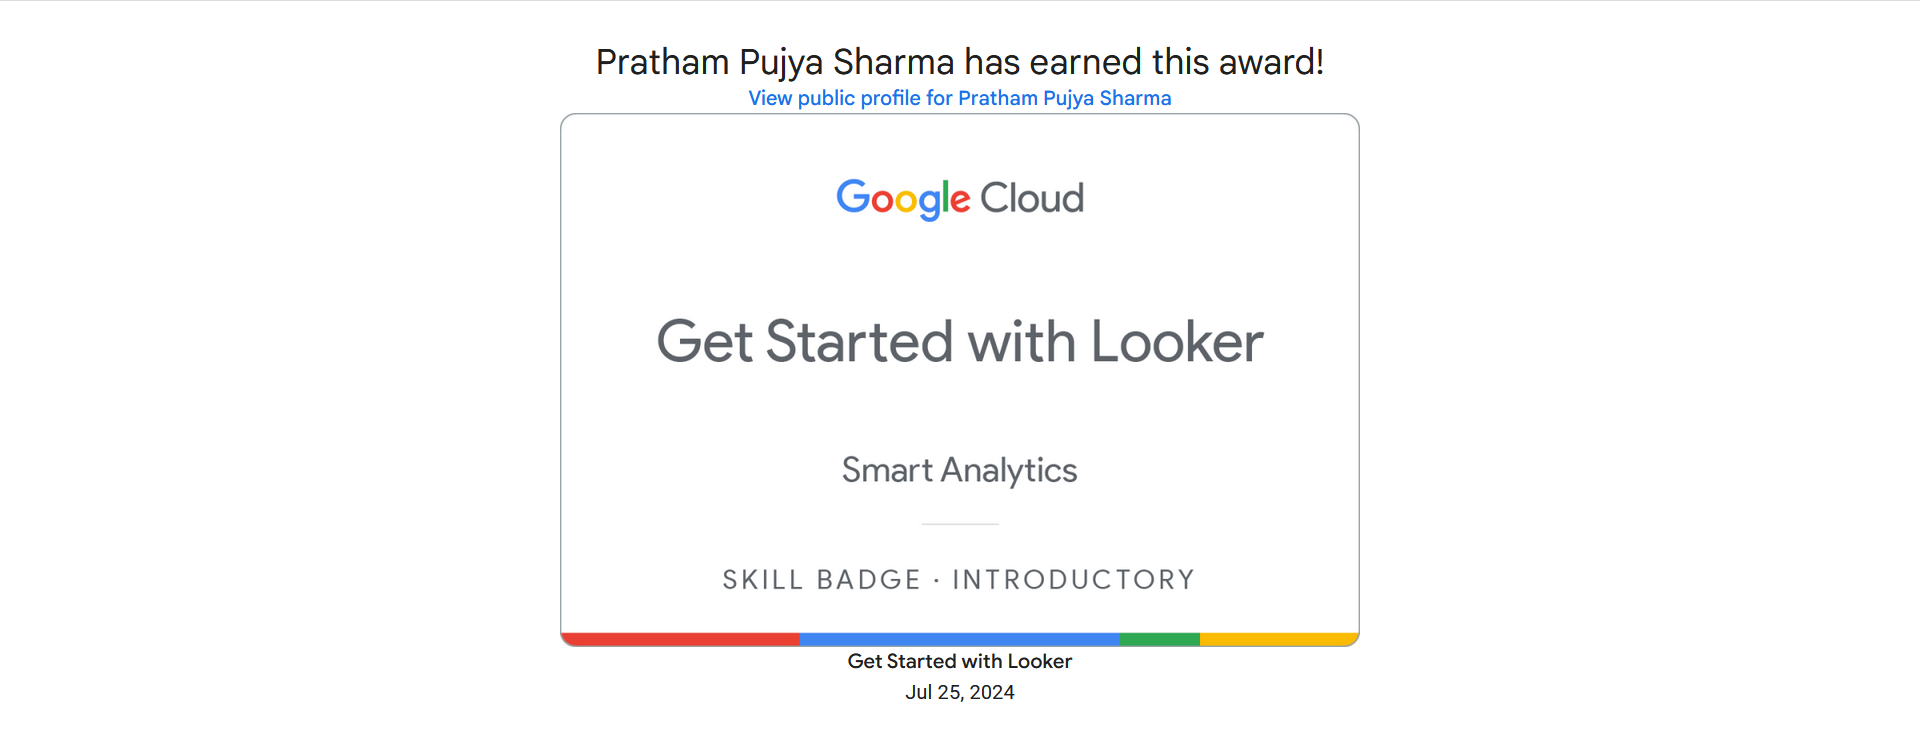 Pratham Pujya Sharma has earned this award!
View public profile for Pratham Pujya Sharma
Google Cloud
Get Started with Looker
Smart Analytics
SKILL BADGE · INTRODUCTORY
Get Started with Looker
Jul 25, 2024